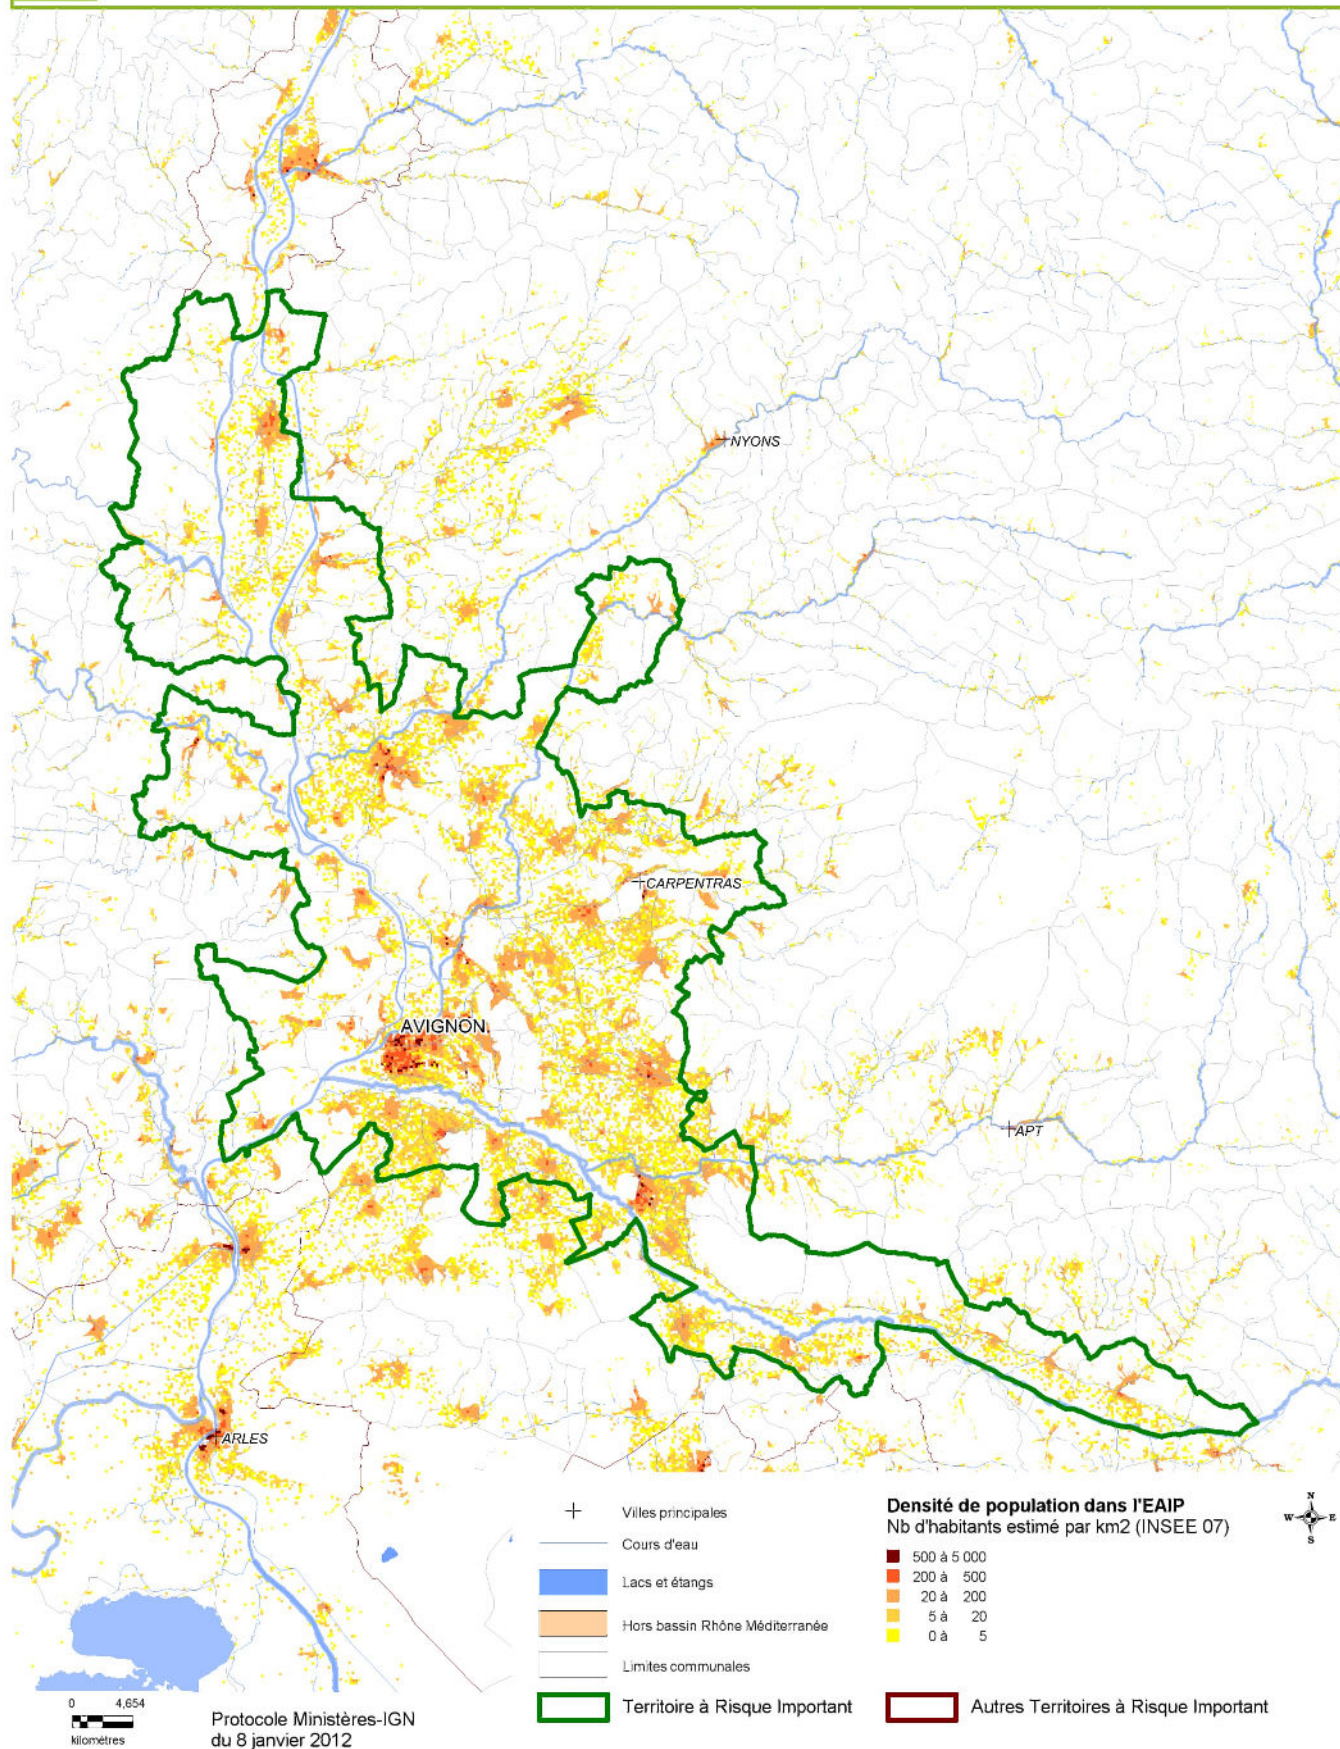 NYONS
CARPENTRAS
AVIGNON
APT
ARLES
Villes principales
Cours d'eau
Lacs et étangs
Hors bassin Rhône Méditerranée
Limites communales
Territoire à Risque Important
Densité de population dans l'EAIP
Nb d'habitants estimé par km2 (INSEE 07)
500 à 5 000
200 à 500
20 à 200
5 à 20
0 à 5
Autres Territoires à Risque Important
N
W E
S
0 4,654
kilomètres
Protocole Ministères-IGN
du 8 janvier 2012